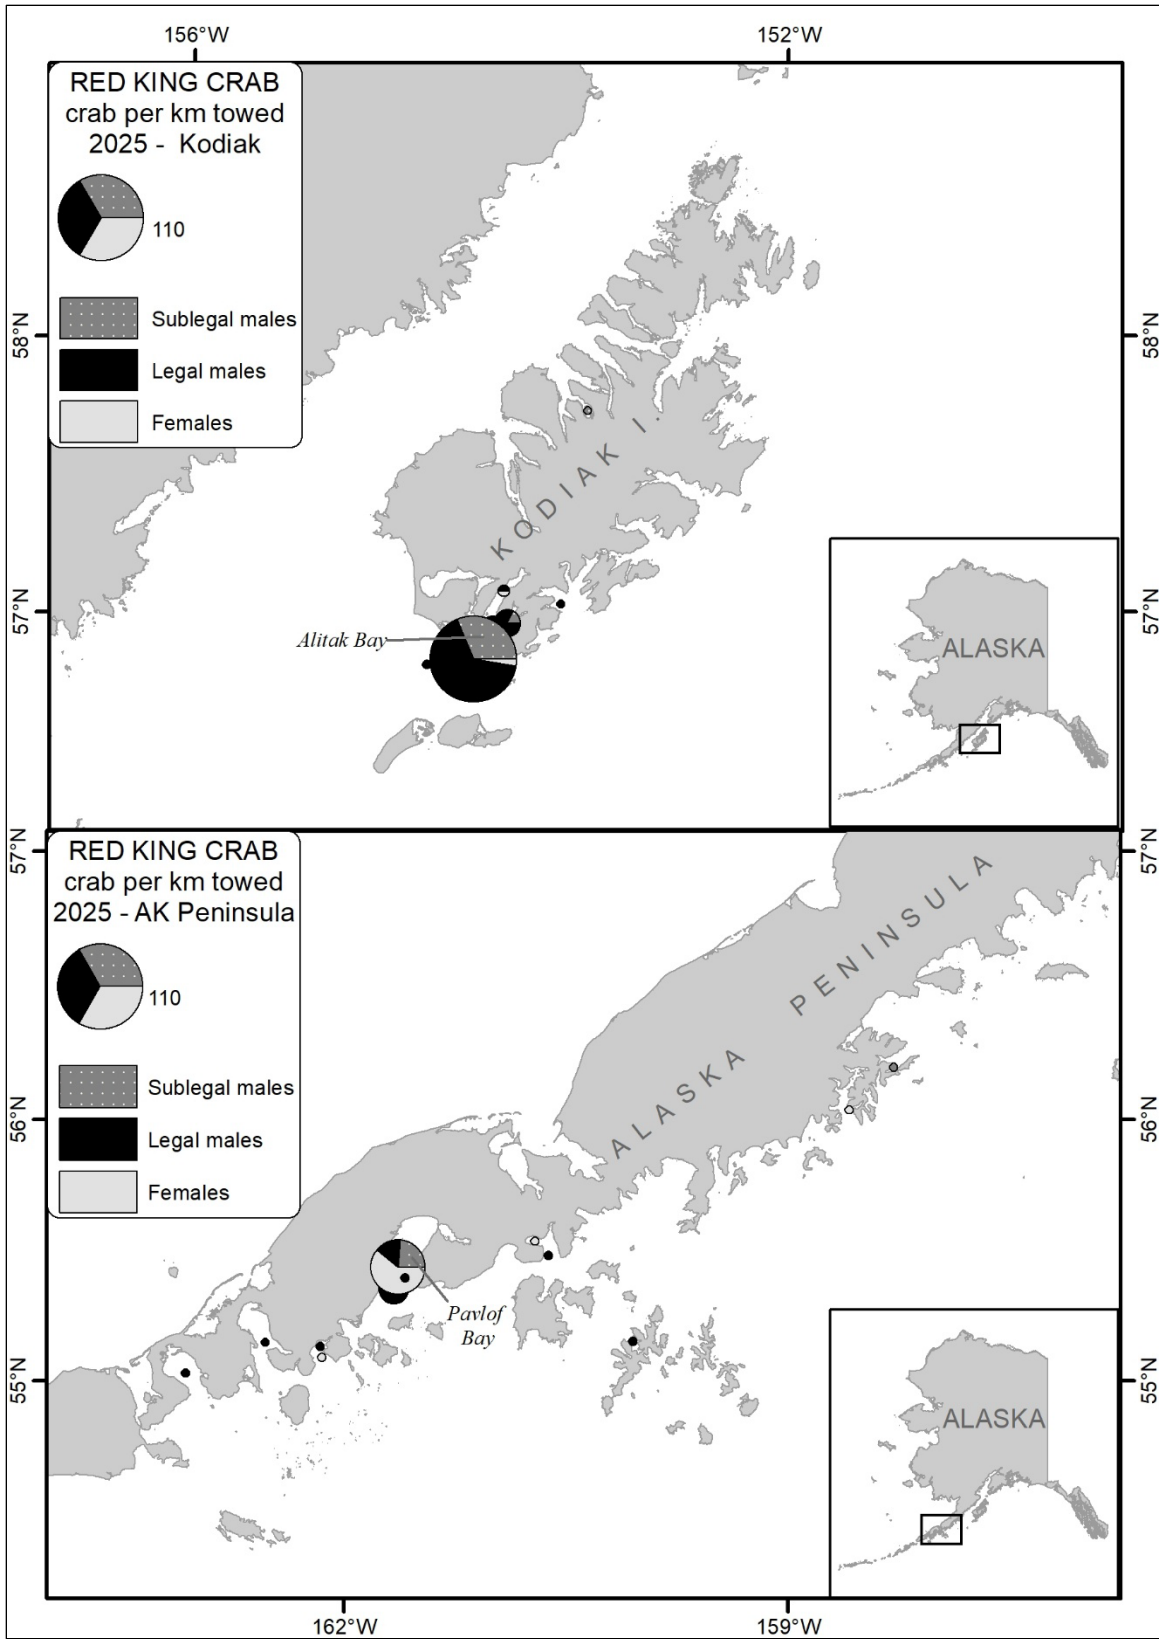 156°W
152°W
RED KING CRAB
crab per km towed
2025 - Kodiak
110
Sublegal males
Legal males
Females
58°N
58°N
KODIAK I.
57°N
57°N
Alitak Bay
ALASKA
57°N
57°N
RED KING CRAB
crab per km towed
2025 - AK Peninsula
110
Sublegal males
Legal males
Females
ALASKA PENINSULA
56°N
56°N
Pavlof
Bay
55°N
55°N
ALASKA
162°W
159°W